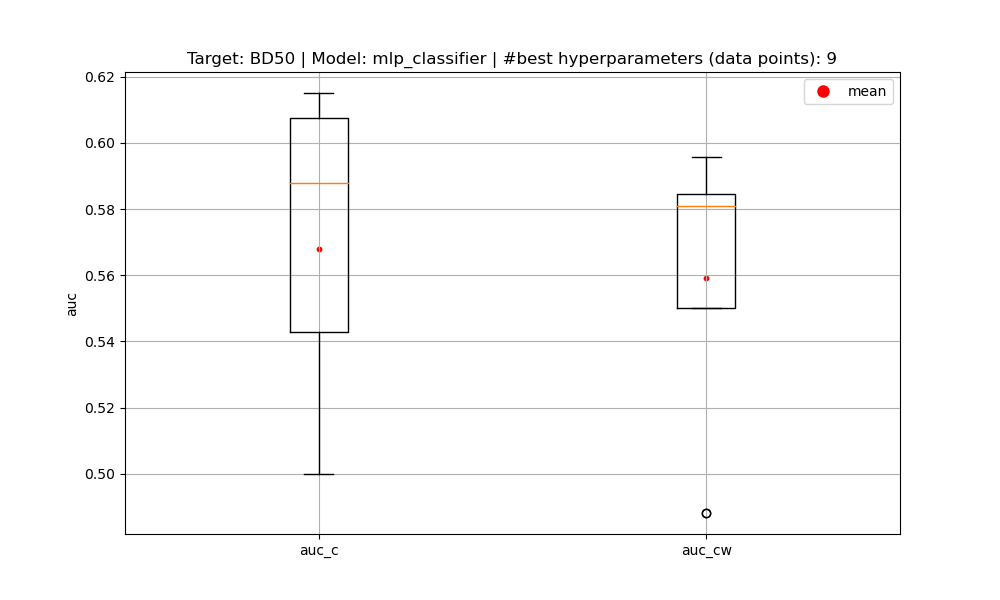 Target: BD50 | Model: mlp_classifier | #best hyperparameters (data points): 9
mean
0.62
0.60
0.58
0.56
0.54
0.52
0.50
auc
auc_c
auc_cw